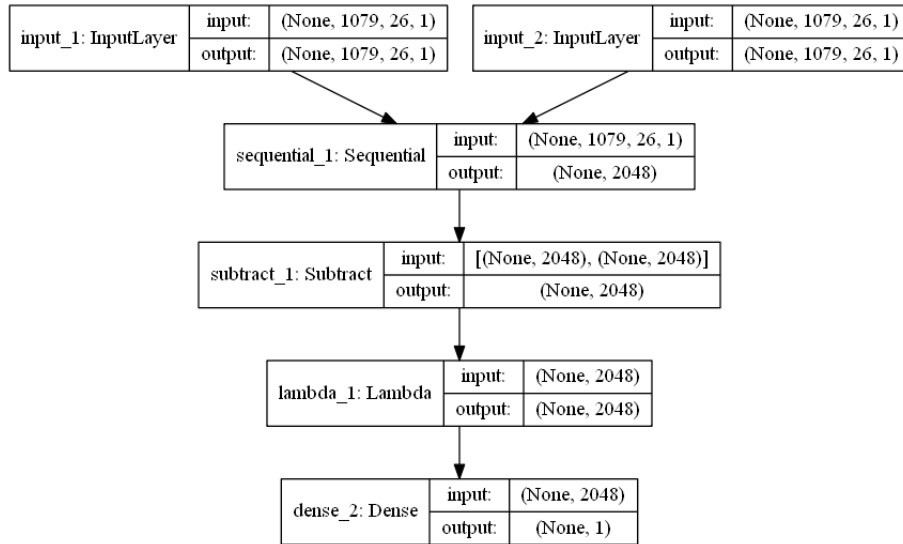 input_1: InputLayer
input: (None, 1079, 26, 1)
output: (None, 1079, 26, 1)
input_2: InputLayer
input: (None, 1079, 26, 1)
output: (None, 1079, 26, 1)
sequential_1: Sequential
input: (None, 1079, 26, 1)
output: (None, 2048)
subtract_1: Subtract
input: [(None, 2048), (None, 2048)]
output: (None, 2048)
lambda_1: Lambda
input: (None, 2048)
output: (None, 2048)
dense_2: Dense
input: (None, 2048)
output: (None, 1)